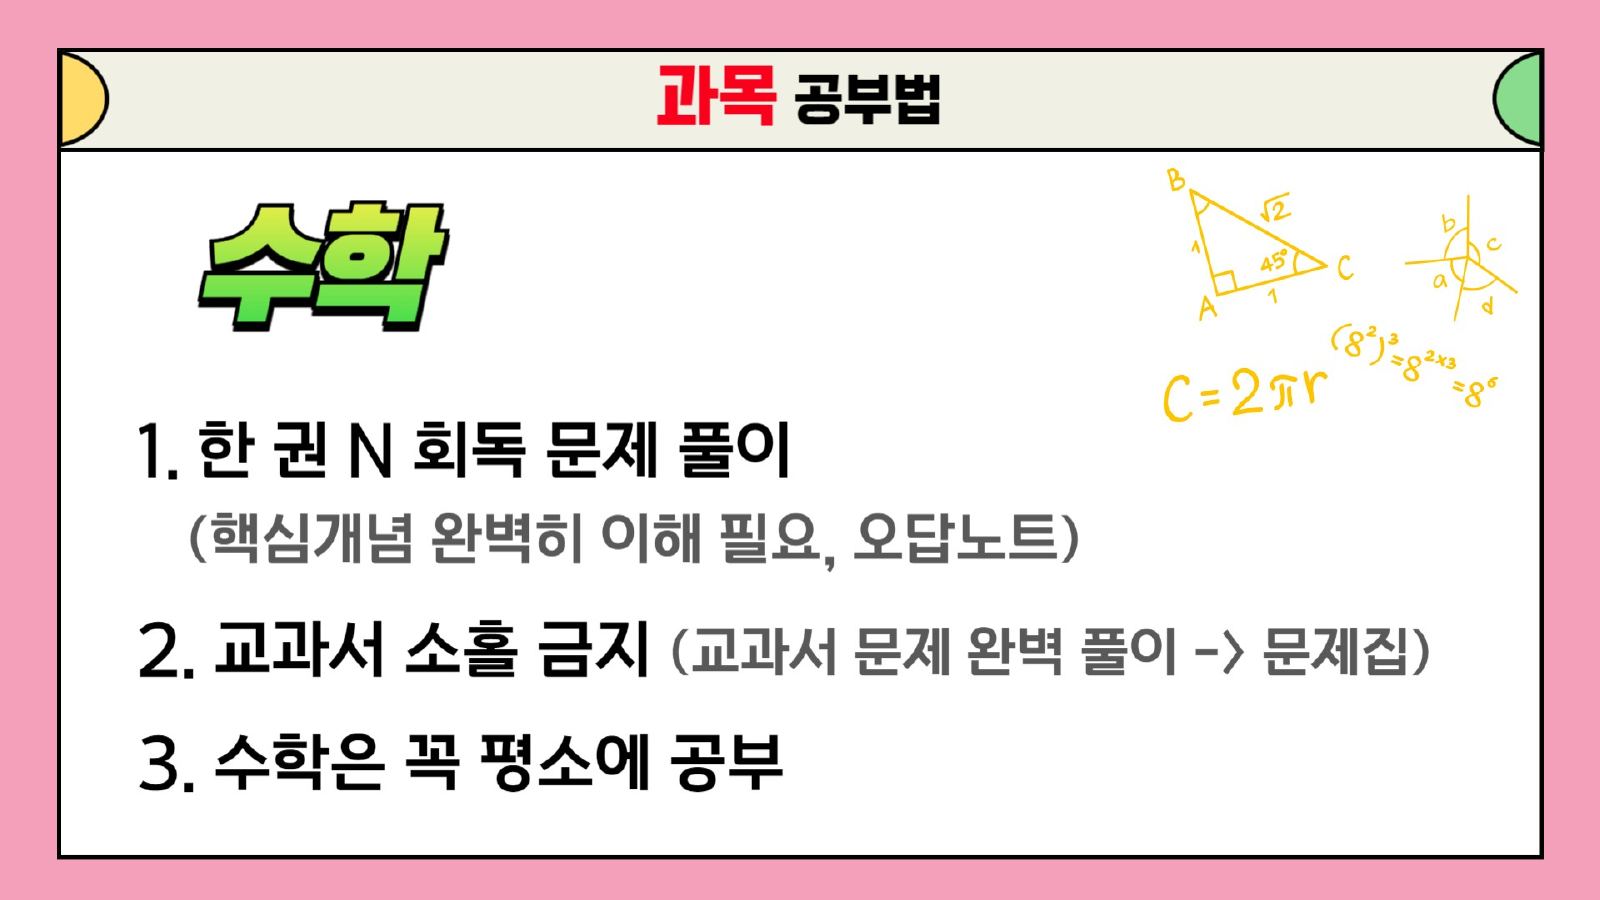 과목 공부법
수학
B
√2
1
45°
C
A
1
b
c
a
d
(8²)³=8²ˣ³=8⁶
C=2πr
1. 한 권 N 회독 문제 풀이
(핵심개념 완벽히 이해 필요, 오답노트)
2. 교과서 소홀 금지 (교과서 문제 완벽 풀이 -> 문제집)
3. 수학은 꼭 평소에 공부